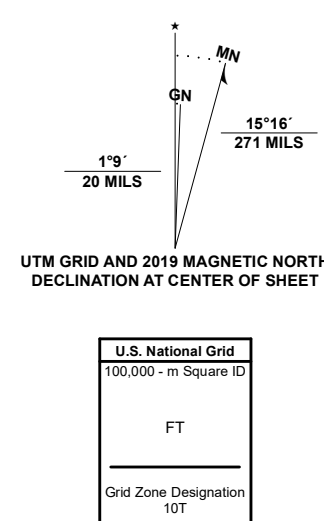 ★
MN
GN
15°16´
271 MILS
1°9´
20 MILS
UTM GRID AND 2019 MAGNETIC NORTH
DECLINATION AT CENTER OF SHEET
U.S. National Grid
100,000 - m Square ID
FT
Grid Zone Designation
10T